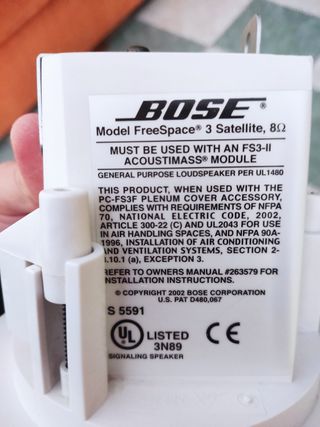 BOSE®
Model FreeSpace® 3 Satellite, 8Ω
MUST BE USED WITH AN FS3-II
ACOUSTIMASS® MODULE
GENERAL PURPOSE LOUDSPEAKER PER UL1480
THIS PRODUCT, WHEN USED WITH THE
PC-FS3F PLENUM COVER ACCESSORY,
COMPLIES WITH REQUIREMENTS OF NFPA
70, NATIONAL ELECTRIC CODE, 2002,
ARTICLE 300-22 (C) AND UL2043 FOR USE
IN AIR HANDLING SPACES, AND NFPA 90A-
1996, INSTALLATION OF AIR CONDITIONING
AND VENTILATION SYSTEMS, SECTION 2-
3.10.1 (a), EXCEPTION 3.
REFER TO OWNERS MANUAL #263579 FOR
INSTALLATION INSTRUCTIONS.
© COPYRIGHT 2002 BOSE CORPORATION
U.S. PAT D480,067
S 5591
UL® LISTED CE
3N89
SIGNALING SPEAKER